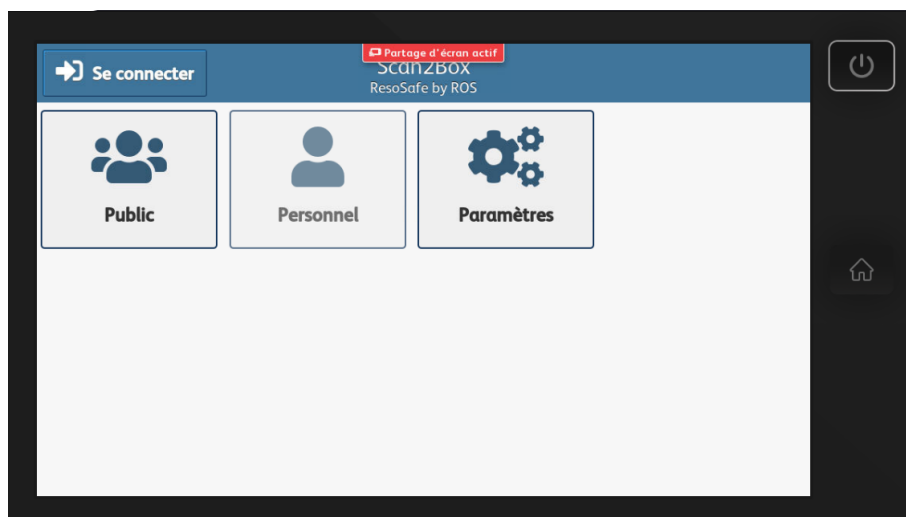 Partage d'écran actif
Se connecter
Scan2Box
ResoSafe by ROS
Public
Personnel
Paramètres